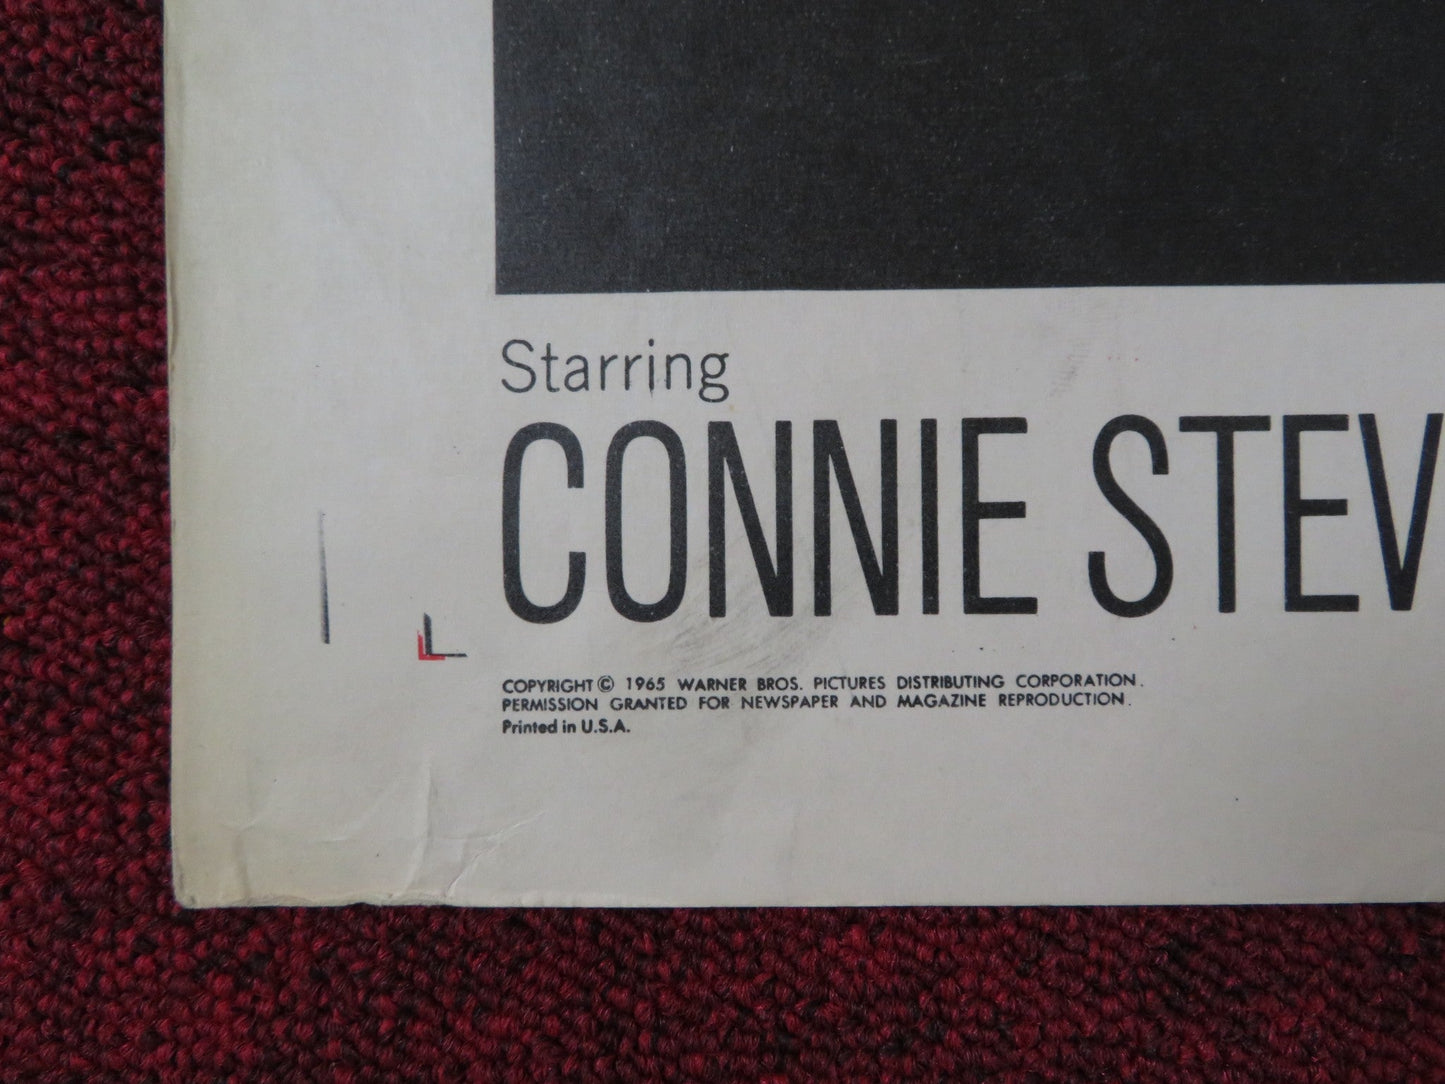 Starring
CONNIE STEV
COPYRIGHT © 1965 WARNER BROS. PICTURES DISTRIBUTING CORPORATION.
PERMISSION GRANTED FOR NEWSPAPER AND MAGAZINE REPRODUCTION.
Printed in U.S.A.